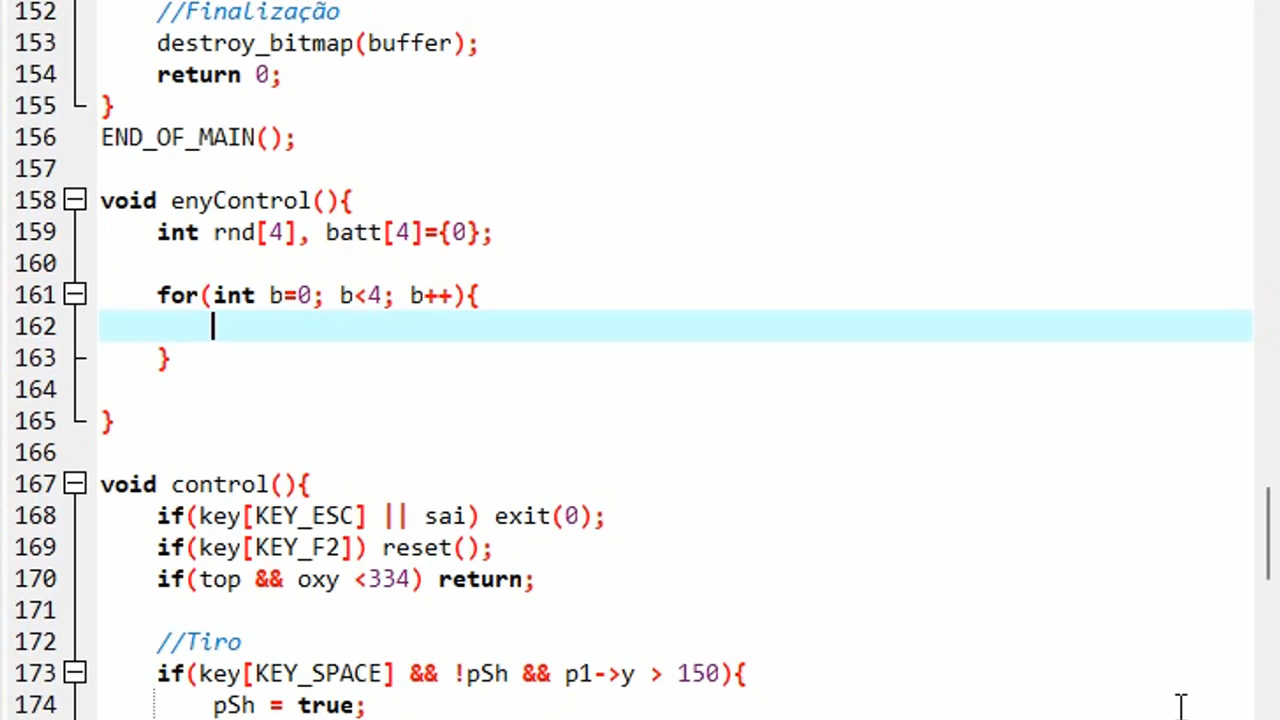 152 //Finalização
153 destroy_bitmap(buffer);
154 return 0;
155 }
156 END_OF_MAIN();
157
158 void enyControl(){
159 int rnd[4], batt[4]={0};
160
161 for(int b=0; b<4; b++){
162
163 }
164
165 }
166
167 void control(){
168 if(key[KEY_ESC] || sai) exit(0);
169 if(key[KEY_F2]) reset();
170 if(top && oxy <334) return;
171
172 //Tiro
173 if(key[KEY_SPACE] && !pSh && p1->y > 150){
174 pSh = true;